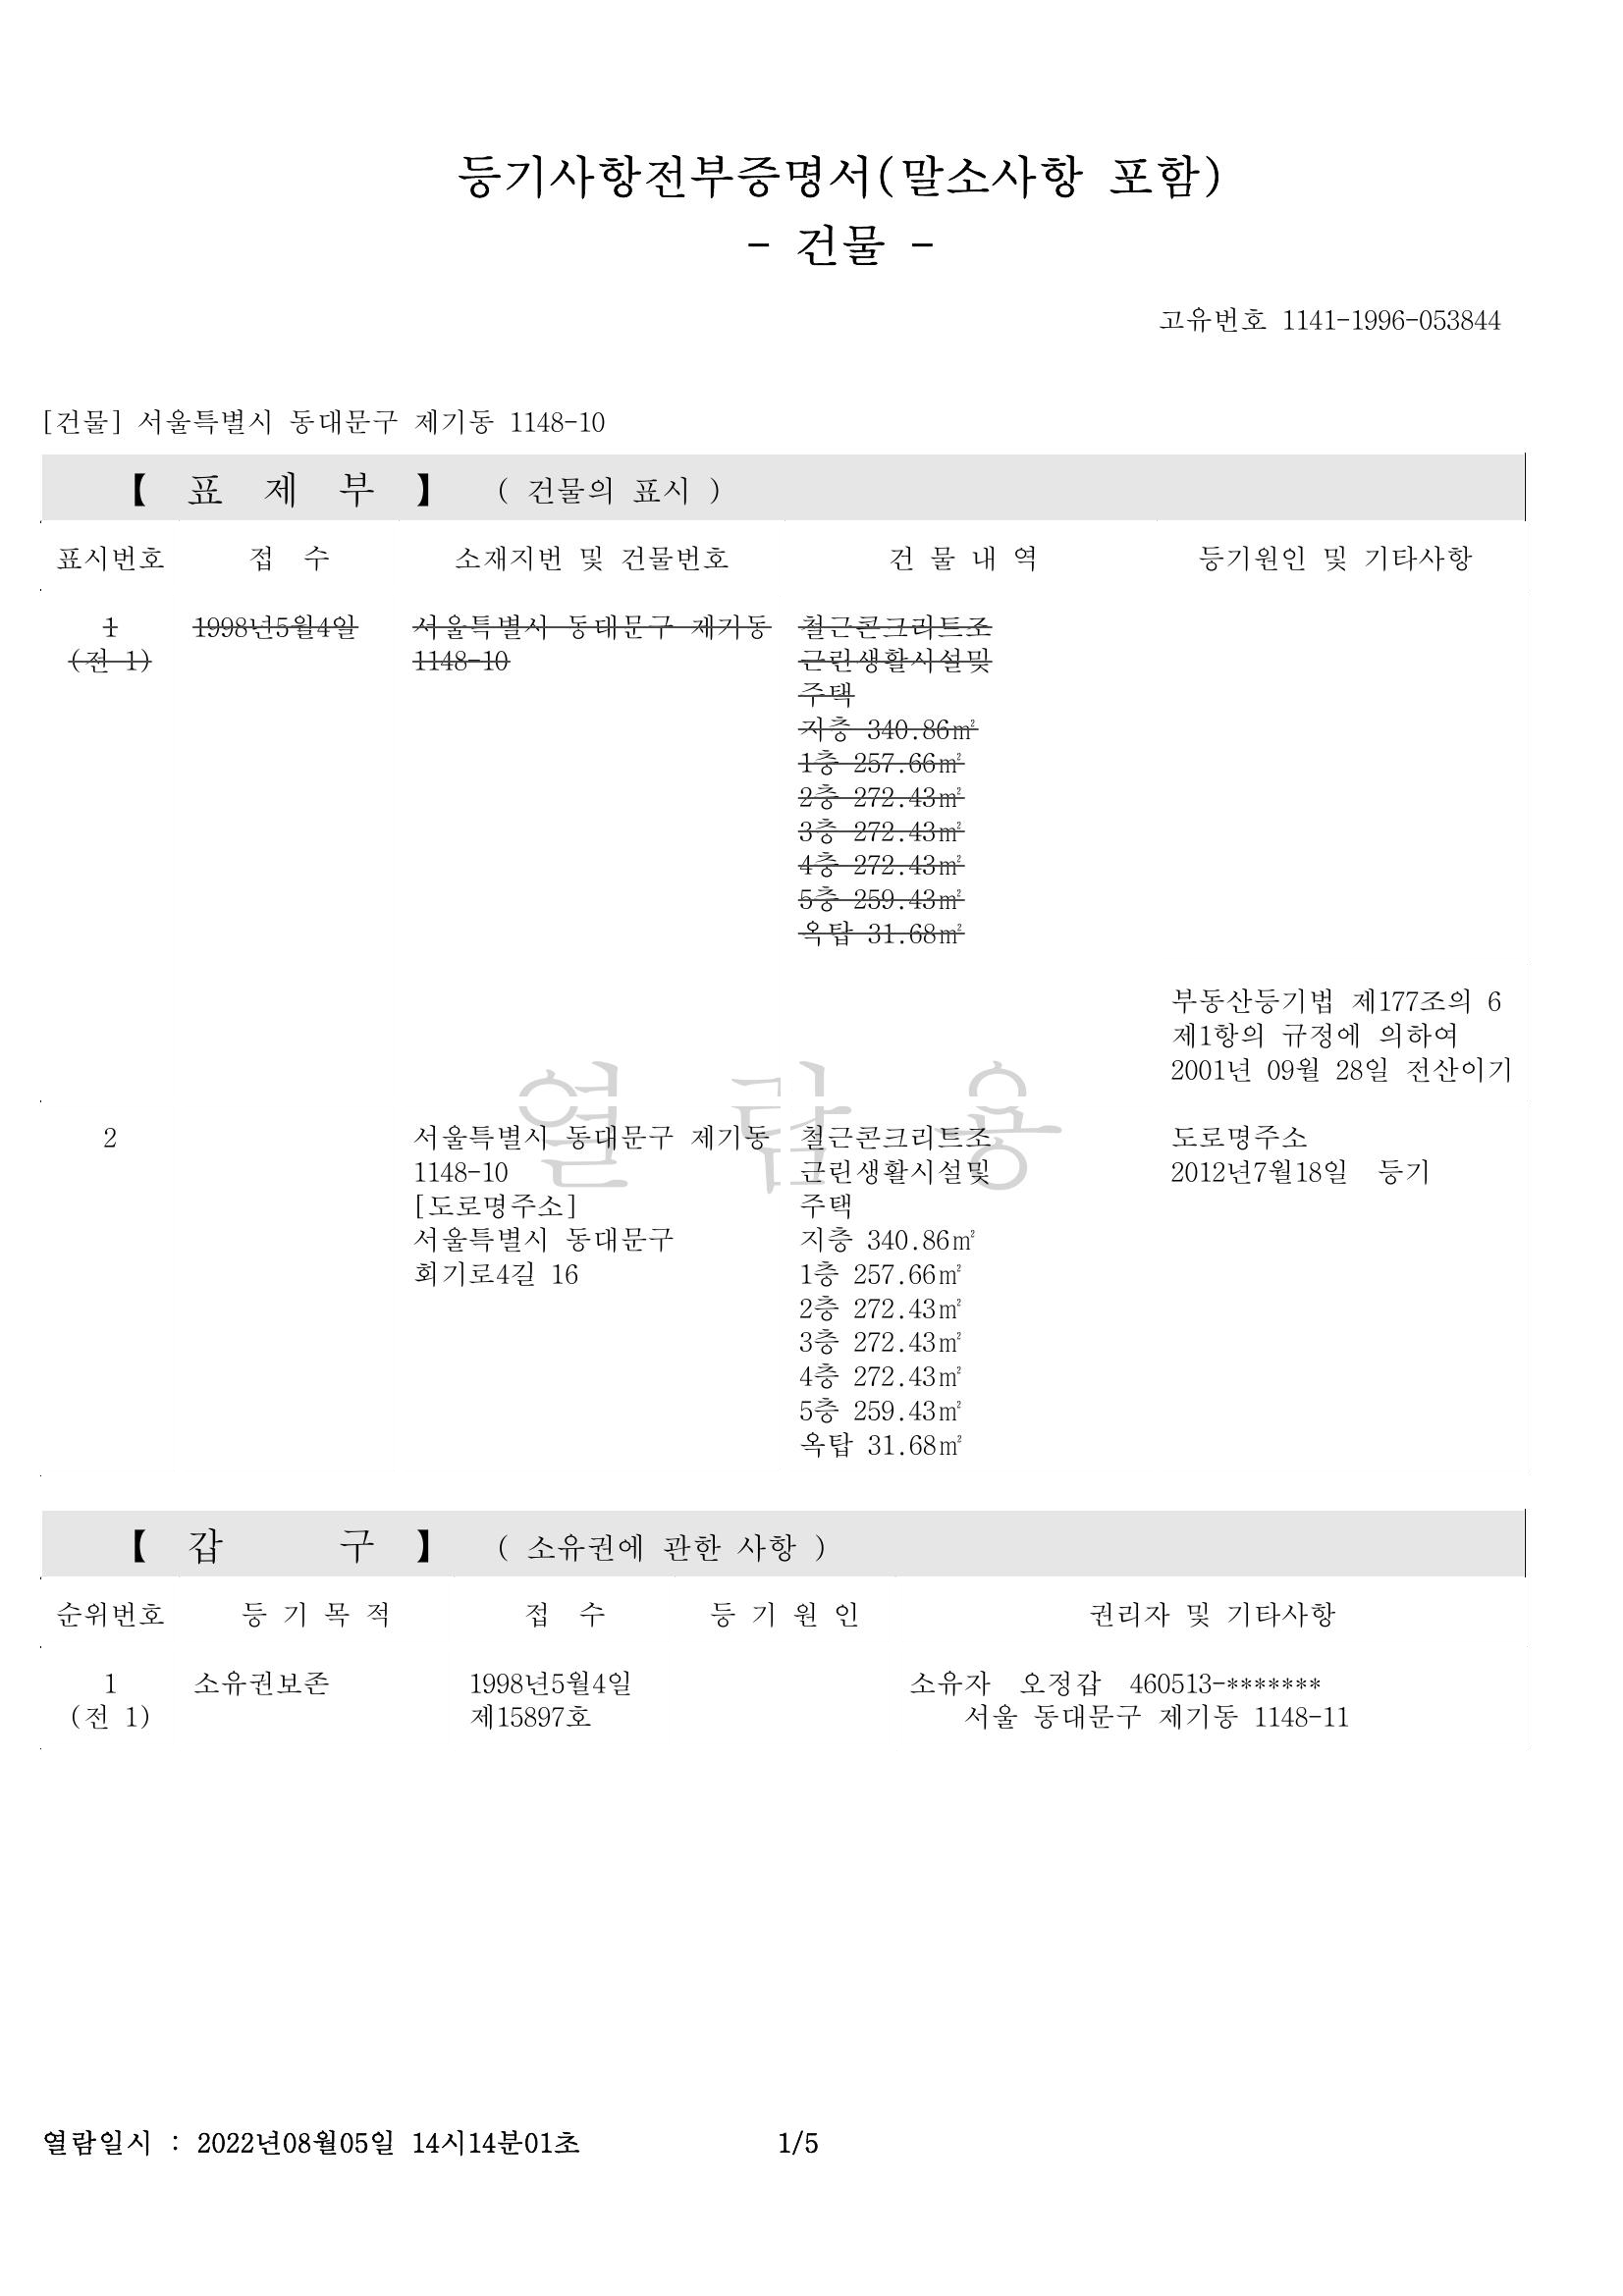 등기사항전부증명서(말소사항 포함)
- 건물 -
고유번호 1141-1996-053844
[건물] 서울특별시 동대문구 제기동 1148-10
【 표 제 부 】 ( 건물의 표시 )
표시번호 접 수 소재지번 및 건물번호 건 물 내 역 등기원인 및 기타사항
1 1998년5월4일 서울특별시 동대문구 제기동 철근콘크리트조
(전 1) 1148-10 근린생활시설및
주택
지층 340.86㎡
1층 257.66㎡
2층 272.43㎡
3층 272.43㎡
4층 272.43㎡
5층 259.43㎡
옥탑 31.68㎡
부동산등기법 제177조의 6
제1항의 규정에 의하여
2001년 09월 28일 전산이기
열 람 용
2 서울특별시 동대문구 제기동 철근콘크리트조 도로명주소
1148-10 근린생활시설및 2012년7월18일 등기
[도로명주소] 주택
서울특별시 동대문구 지층 340.86㎡
회기로4길 16 1층 257.66㎡
2층 272.43㎡
3층 272.43㎡
4층 272.43㎡
5층 259.43㎡
옥탑 31.68㎡
【 갑 구 】 ( 소유권에 관한 사항 )
순위번호 등 기 목 적 접 수 등 기 원 인 권리자 및 기타사항
1 소유권보존 1998년5월4일 소유자 오정갑 460513-*******
(전 1) 제15897호 서울 동대문구 제기동 1148-11
열람일시 : 2022년08월05일 14시14분01초 1/5